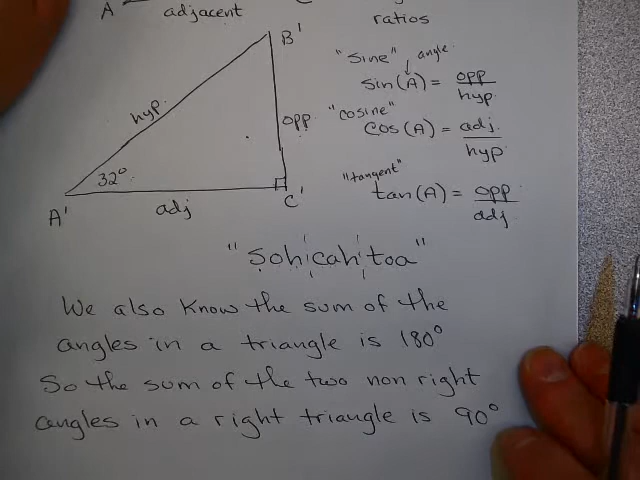 A
adjacent
ratios
B'
"sine" angle
sin(A) = opp
hyp.
hyp.
"cosine"
opp.
cos(A) = adj.
hyp.
32°
"tangent"
tan(A) = opp
adj
A'
adj
C'
"sohcahtoa"
We also know the sum of the
angles in a triangle is 180°
So the sum of the two non right
angles in a right triangle is 90°